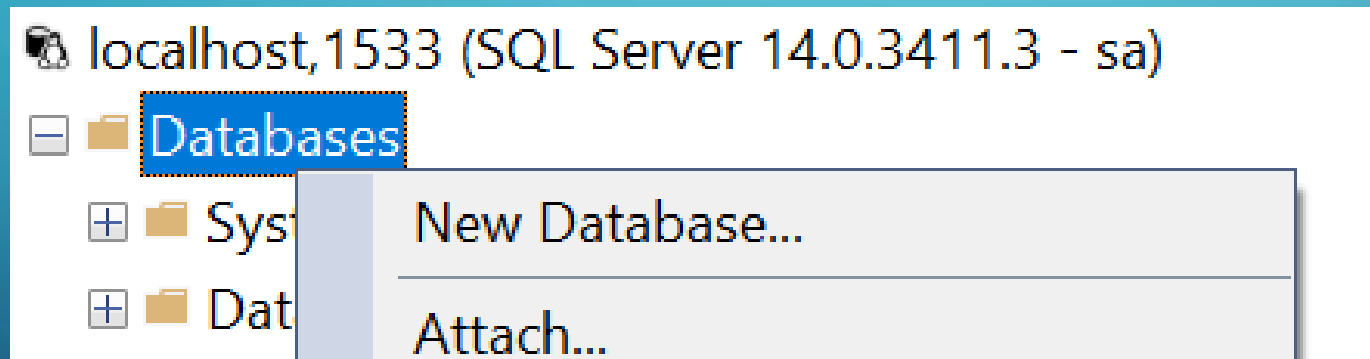 localhost,1533 (SQL Server 14.0.3411.3 - sa)
Databases
Syst
New Database...
Dat
Attach...